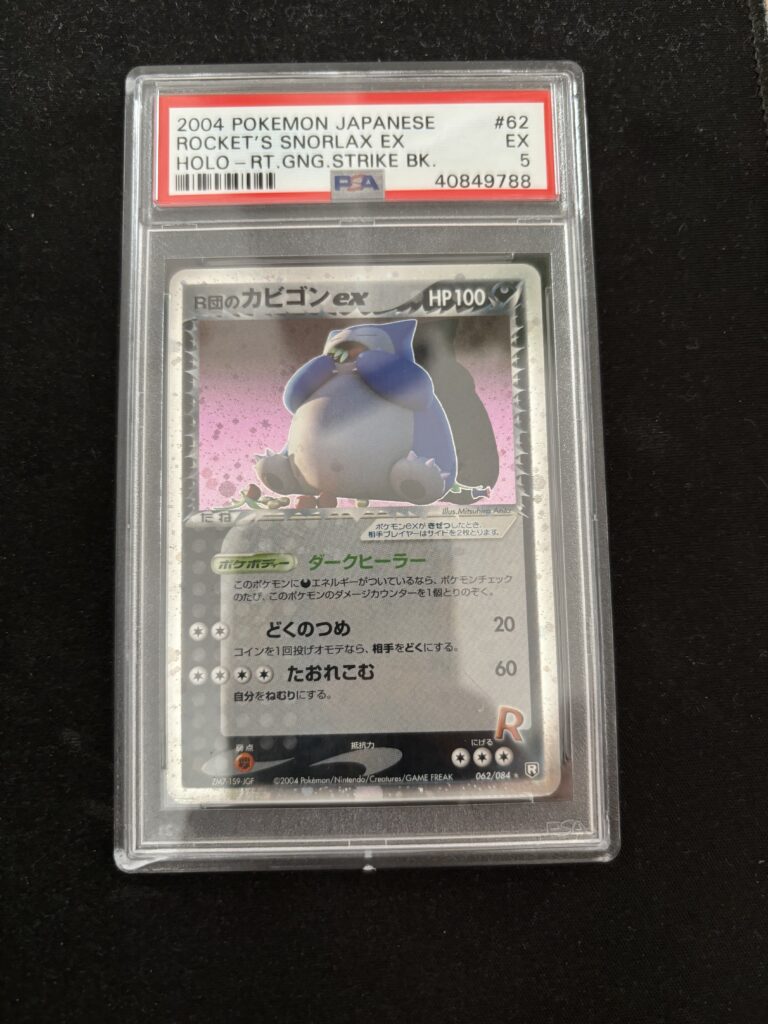 2004 POKEMON JAPANESE #62
ROCKET'S SNORLAX EX EX
HOLO-RT.GNG.STRIKE BK. 5
PSA 40849788
R団のカビゴンex HP100
Illus.Mitsuhiro Arita
たね
ポケモンexがきぜつしたとき、
相手プレイヤーはサイドを2枚とります。
ポケボディー ダークヒーラー
このポケモンにエネルギーがついているなら、ポケモンチェック
のたび、このポケモンのダメージカウンターを1個とりのぞく。
どくのつめ 20
コインを1回投げオモテなら、相手をどくにする。
たおれこむ 60
自分をねむりにする。
R
弱点 抵抗力 にげる
ZM7-159-JGF ©2004 Pokémon/Nintendo/Creatures/GAME FREAK 062/084 ★ R
PSA